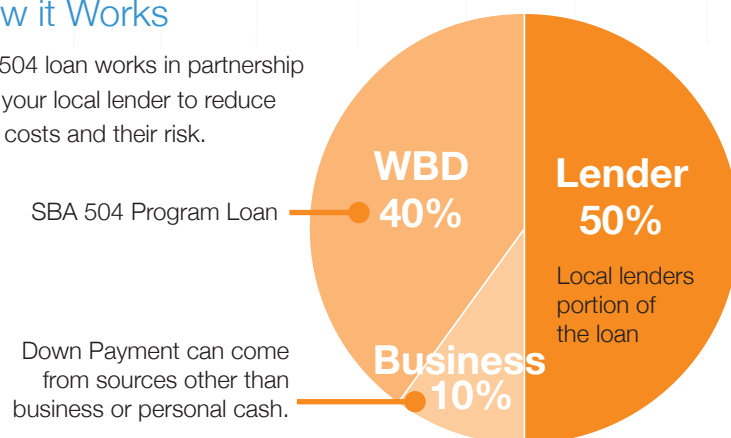 w it Works
504 loan works in partnership
your local lender to reduce
costs and their risk.
SBA 504 Program Loan
WBD
40%
Lender
50%
Local lenders
portion of
the loan
Down Payment can come
from sources other than
business or personal cash.
Business
10%